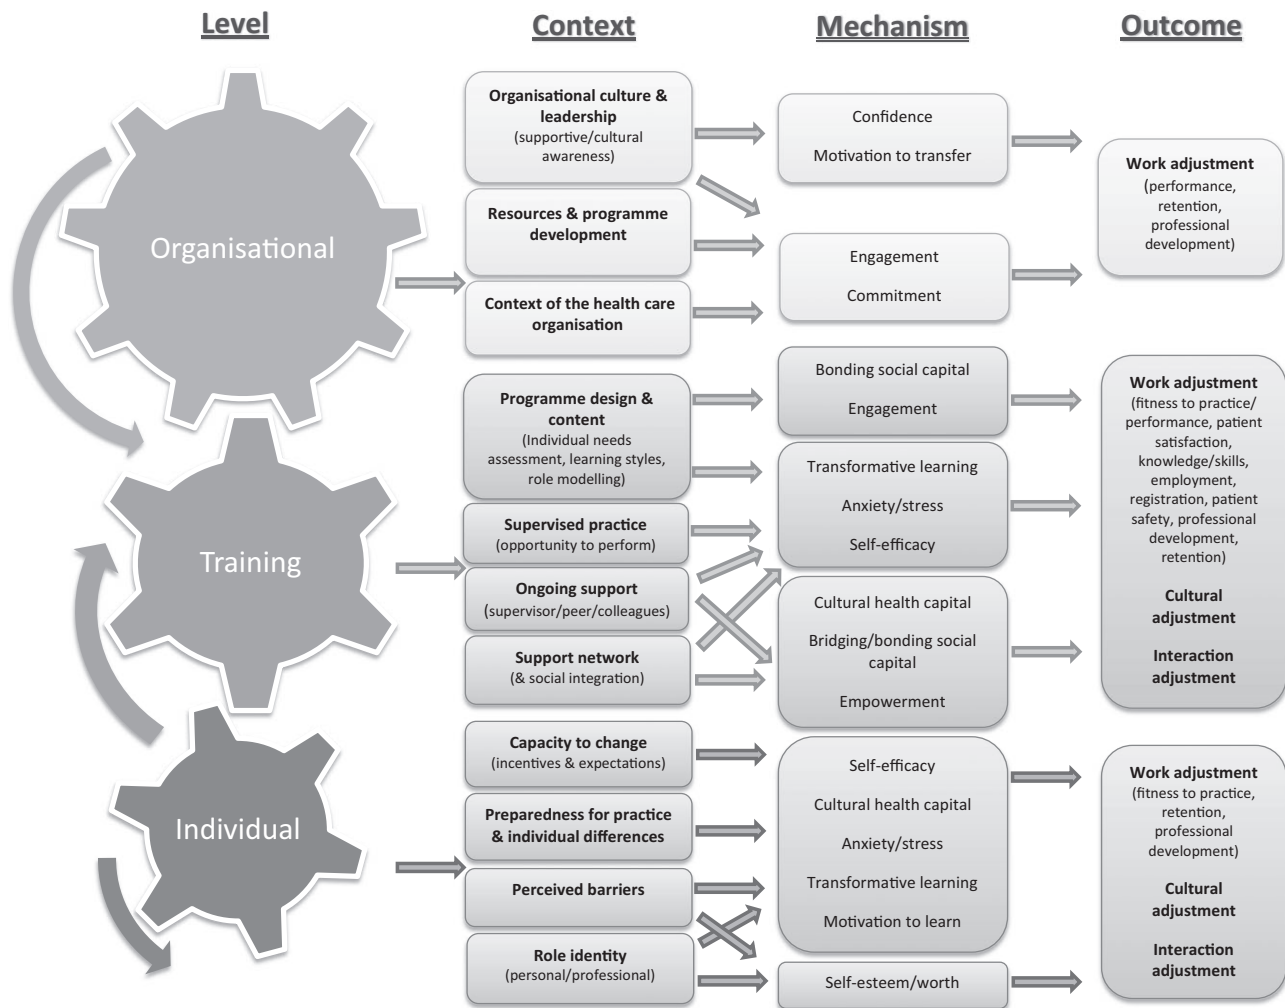 Level
Context
Mechanism
Outcome
Organisational
Organisational culture &
leadership
(supportive/cultural
awareness)
Resources & programme
development
Context of the health care
organisation
Confidence
Motivation to transfer
Engagement
Commitment
Work adjustment
(performance,
retention,
professional
development)
Training
Programme design &
content
(Individual needs
assessment, learning styles,
role modelling)
Supervised practice
(opportunity to perform)
Ongoing support
(supervisor/peer/colleagues)
Support network
(& social integration)
Bonding social capital
Engagement
Transformative learning
Anxiety/stress
Self-efficacy
Cultural health capital
Bridging/bonding social
capital
Empowerment
Work adjustment
(fitness to practice/
performance, patient
satisfaction,
knowledge/skills,
employment,
registration, patient
safety, professional
development,
retention)
Cultural
adjustment
Interaction
adjustment
Individual
Capacity to change
(incentives & expectations)
Preparedness for practice
& individual differences
Perceived barriers
Role identity
(personal/professional)
Self-efficacy
Cultural health capital
Anxiety/stress
Transformative learning
Motivation to learn
Self-esteem/worth
Work adjustment
(fitness to practice,
retention,
professional
development)
Cultural
adjustment
Interaction
adjustment